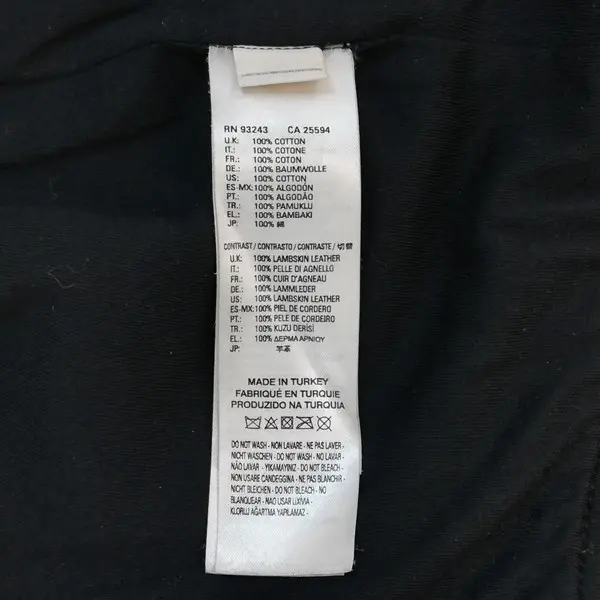 RN 93243 CA 25594
U.K: 100% COTTON
IT.: 100% COTONE
FR.: 100% COTON
DE.: 100% BAUMWOLLE
US: 100% COTTON
ES-MX: 100% ALGODÓN
PT.: 100% ALGODÃO
TR.: 100% PAMUKLU
EL.: 100% BAMBAKI
JP: 100% 綿
CONTRAST / CONTRASTO / CONTRASTE / 切替
U.K: 100% LAMBSKIN LEATHER
IT.: 100% PELLE DI AGNELLO
FR.: 100% CUIR D'AGNEAU
DE.: 100% LAMMLEDER
US: 100% LAMBSKIN LEATHER
ES-MX: 100% PIEL DE CORDERO
PT.: 100% PELE DE CORDEIRO
TR.: 100% KUZU DERİSİ
EL.: 100% ΔΕΡΜΑ ΑΡΝΙΟΥ
JP: 羊革
MADE IN TURKEY
FABRIQUÉ EN TURQUIE
PRODUZIDO NA TURQUIA
DO NOT WASH - NON LAVARE - NE PAS LAVER -
NICHT WASCHEN - DO NOT WASH - NO LAVAR -
NÃO LAVAR - YIKAMAYINIZ - DO NOT BLEACH -
NON USARE CANDEGGINA - NE PAS BLANCHIR -
NICHT BLEICHEN - DO NOT BLEACH - NO
BLANQUEAR - NAO USAR LIXIVIA -
KLORLU AĞARTMA YAPILAMAZ -